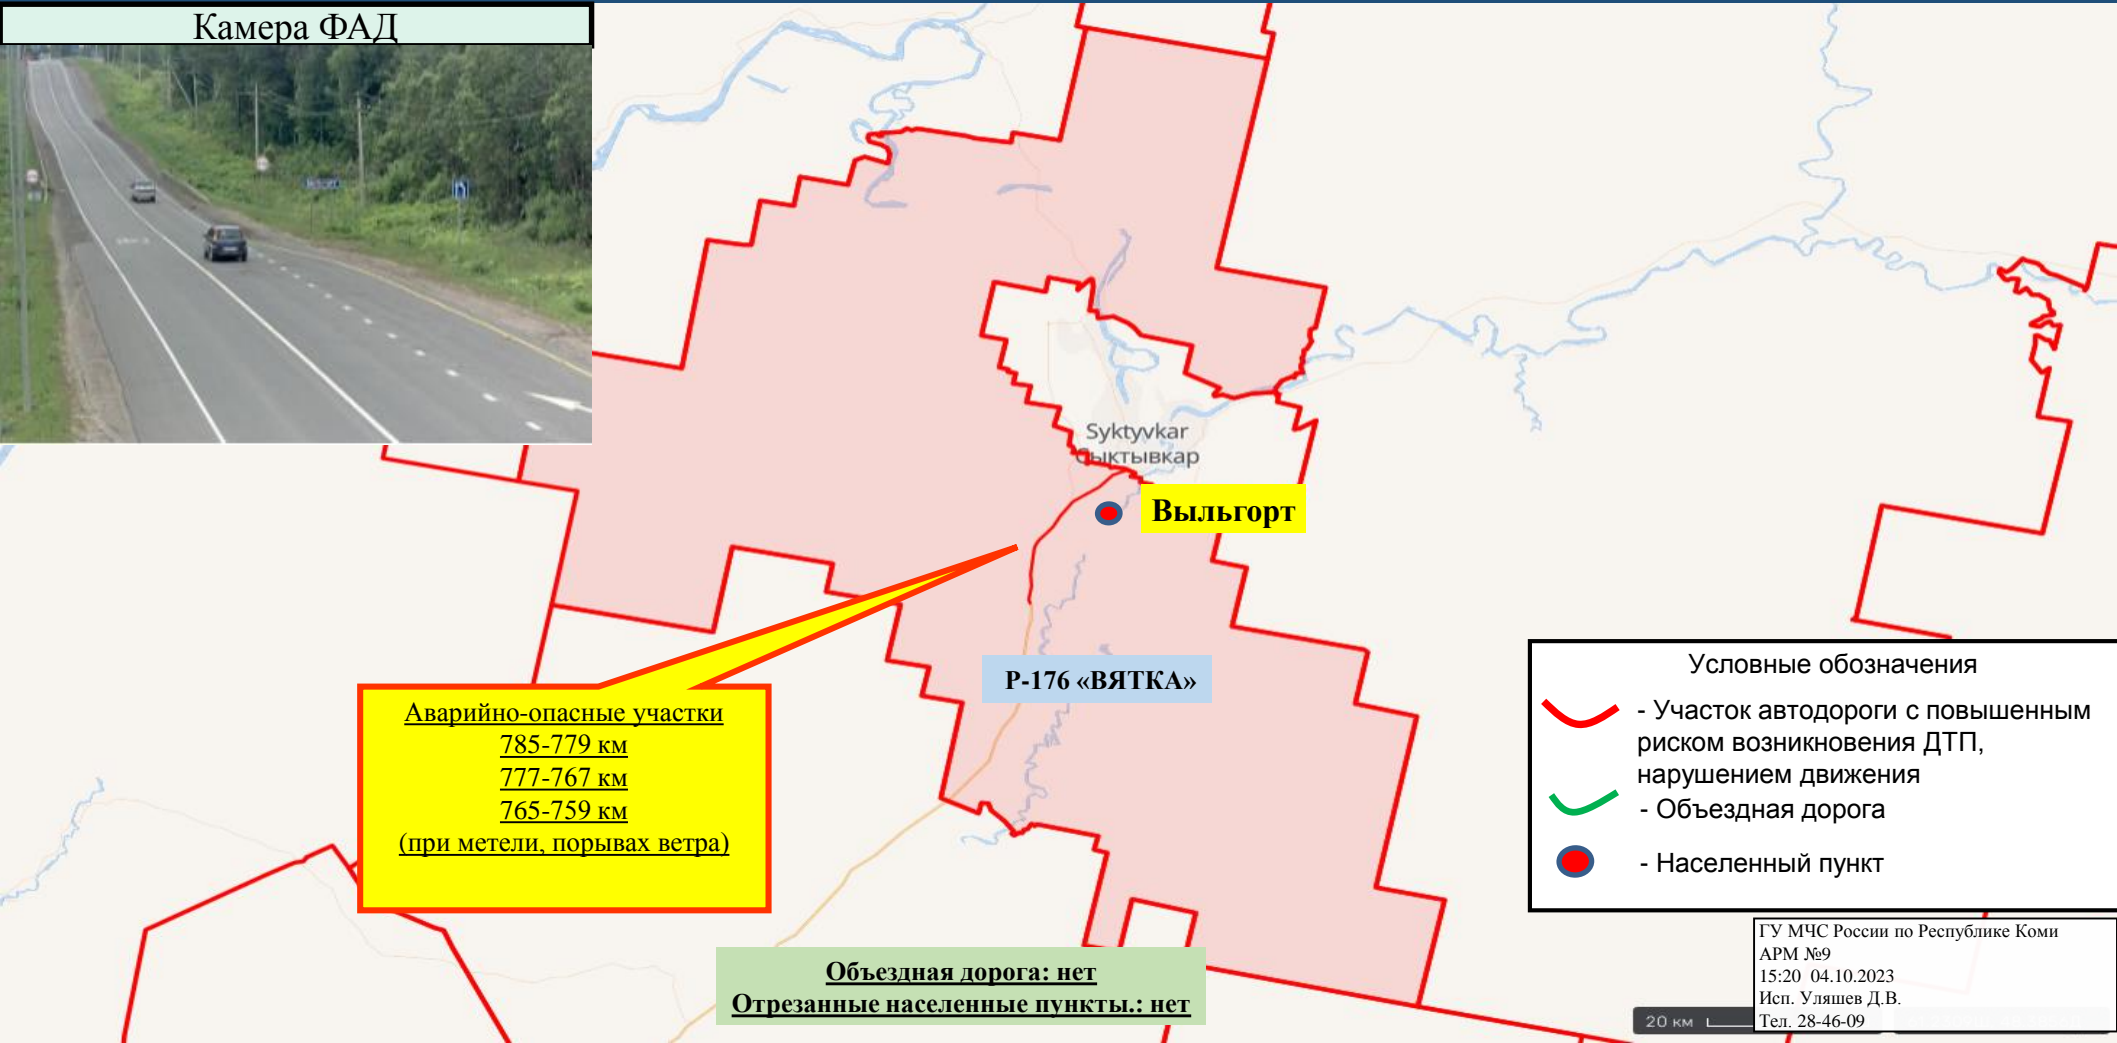 Камера ФАД
Syktyvkar
Сыктывкар
Выльгорт
Р-176 «ВЯТКА»
Аварийно-опасные участки
785-779 км
777-767 км
765-759 км
(при метели, порывах ветра)
Условные обозначения
- Участок автодороги с повышенным
риском возникновения ДТП,
нарушением движения
- Объездная дорога
- Населенный пункт
Объездная дорога: нет
Отрезанные населенные пункты.: нет
ГУ МЧС России по Республике Коми
АРМ №9
15:20 04.10.2023
Исп. Уляшев Д.В.
Тел. 28-46-09
20 км